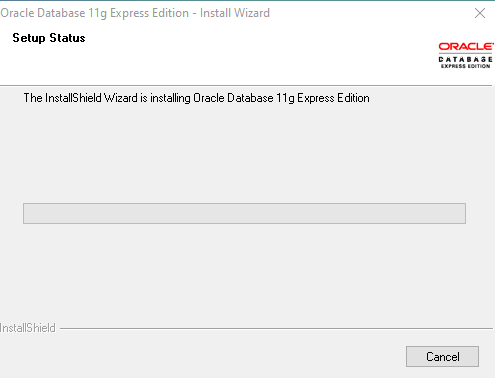 Oracle Database 11g Express Edition - Install Wizard
Setup Status
ORACLE
DATABASE
EXPRESS EDITION
The InstallShield Wizard is installing Oracle Database 11g Express Edition
InstallShield
Cancel